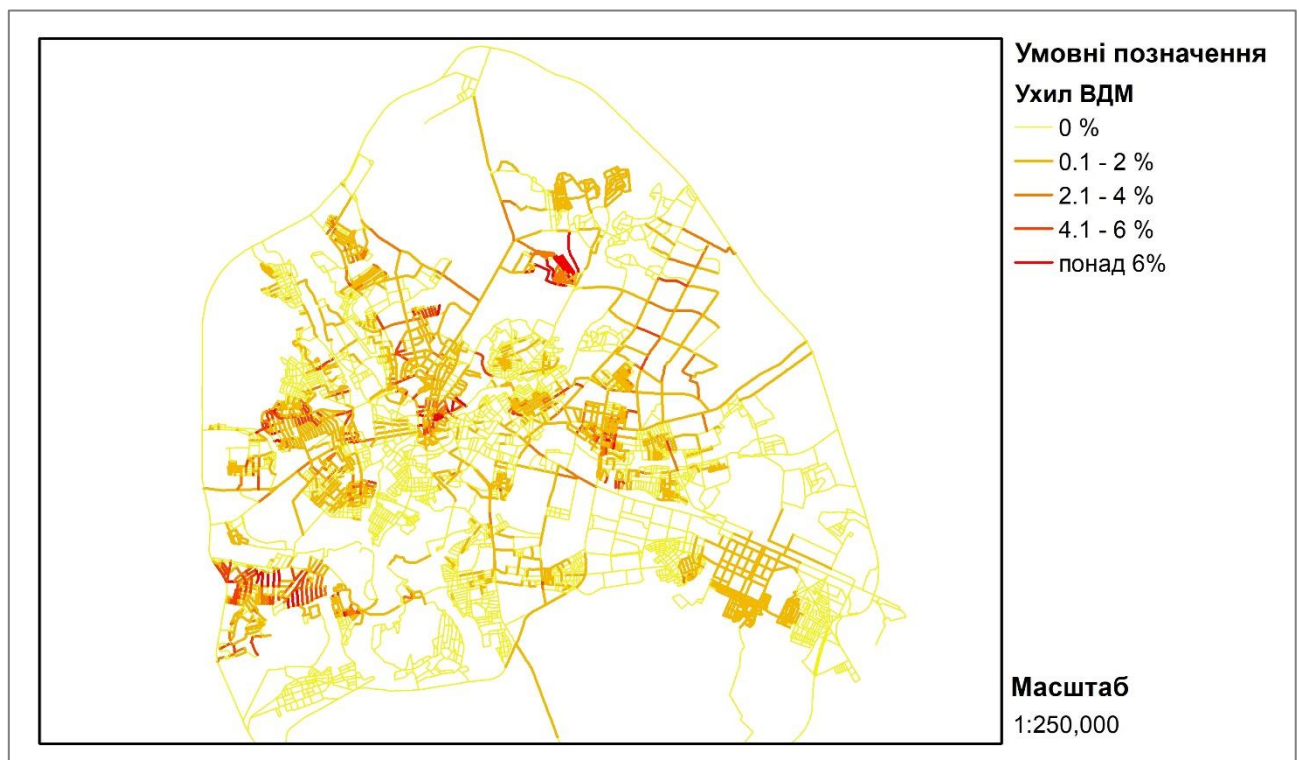 Умовні позначення
Ухил ВДМ
0 %
0.1 - 2 %
2.1 - 4 %
4.1 - 6 %
понад 6%
Масштаб
1:250,000